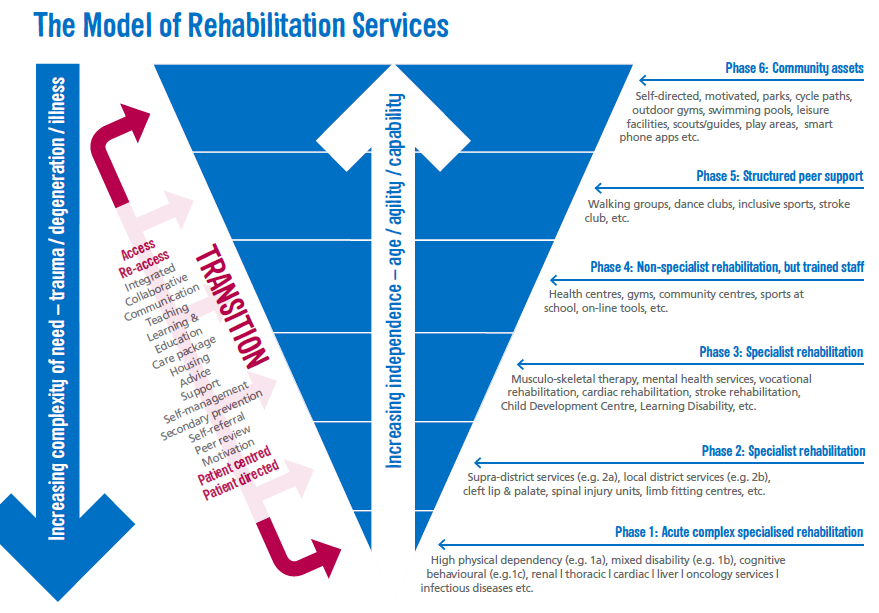 The Model of Rehabilitation Services
Increasing complexity of need – trauma / degeneration / illness
Access
Re-access
Integrated
Collaborative
Communication
Teaching
Learning &
Education
Care package
Housing
Advice
Support
Self-management
Secondary prevention
Self-referral
Peer review
Motivation
Patient centred
Patient directed
TRANSITION
Increasing independence – age / agility / capability
Phase 6: Community assets
Self-directed, motivated, parks, cycle paths,
outdoor gyms, swimming pools, leisure
facilities, scouts/guides, play areas, smart
phone apps etc.
Phase 5: Structured peer support
Walking groups, dance clubs, inclusive sports, stroke
club, etc.
Phase 4: Non-specialist rehabilitation, but trained staff
Health centres, gyms, community centres, sports at
school, on-line tools, etc.
Phase 3: Specialist rehabilitation
Musculo-skeletal therapy, mental health services, vocational
rehabilitation, cardiac rehabilitation, stroke rehabilitation,
Child Development Centre, Learning Disability, etc.
Phase 2: Specialist rehabilitation
Supra-district services (e.g. 2a), local district services (e.g. 2b),
cleft lip & palate, spinal injury units, limb fitting centres, etc.
Phase 1: Acute complex specialised rehabilitation
High physical dependency (e.g. 1a), mixed disability (e.g. 1b), cognitive
behavioural (e.g.1c), renal l thoracic l cardiac l liver l oncology services l
infectious diseases etc.